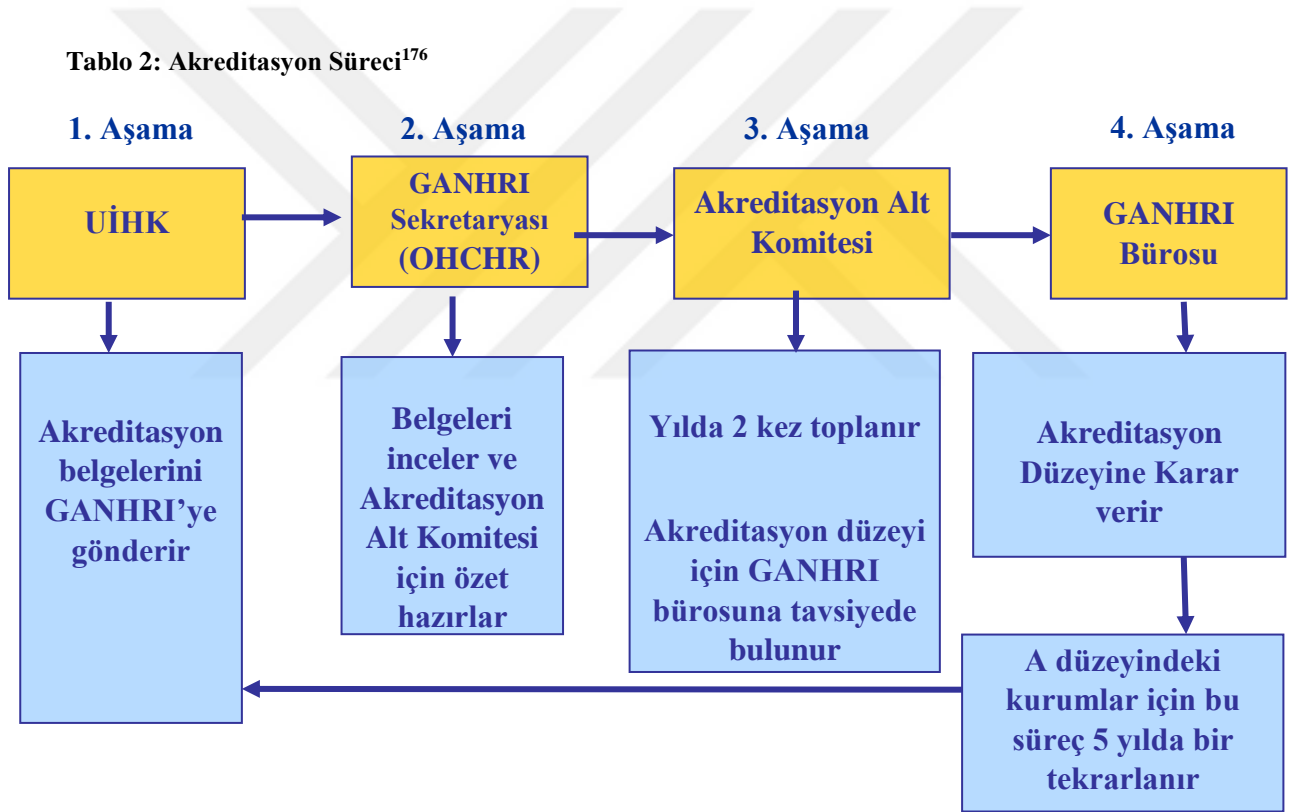 Tablo 2: Akreditasyon Süreci176
1. Aşama
2. Aşama
3. Aşama
4. Aşama
UİHK
GANHRI
Sekretaryası
(OHCHR)
Akreditasyon Alt
Komitesi
GANHRI
Bürosu
Akreditasyon
belgelerini
GANHRI’ye
gönderir
Belgeleri
inceler ve
Akreditasyon
Alt Komitesi
için özet
hazırlar
Yılda 2 kez toplanır
Akreditasyon düzeyi
için GANHRI
bürosuna tavsiyede
bulunur
Akreditasyon
Düzeyine Karar
verir
A düzeyindeki
kurumlar için bu
süreç 5 yılda bir
tekrarlanır